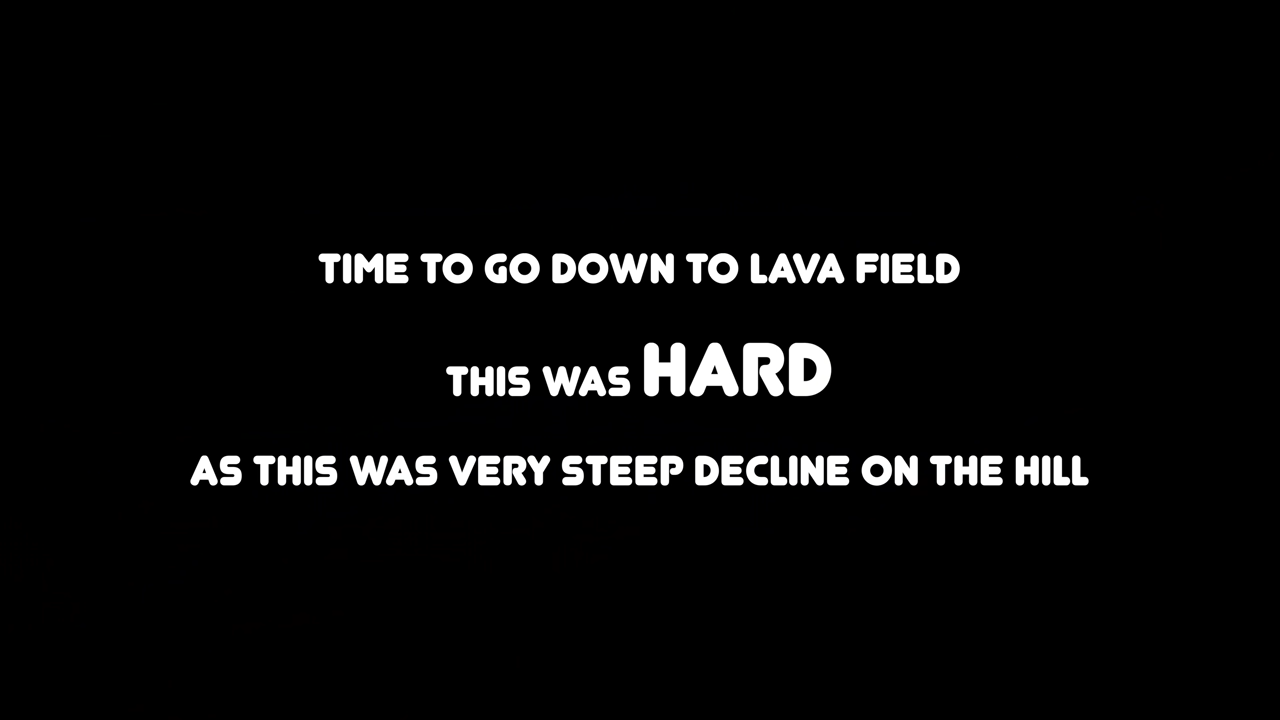 TIME TO GO DOWN TO LAVA FIELD
THIS WAS HARD
AS THIS WAS VERY STEEP DECLINE ON THE HILL